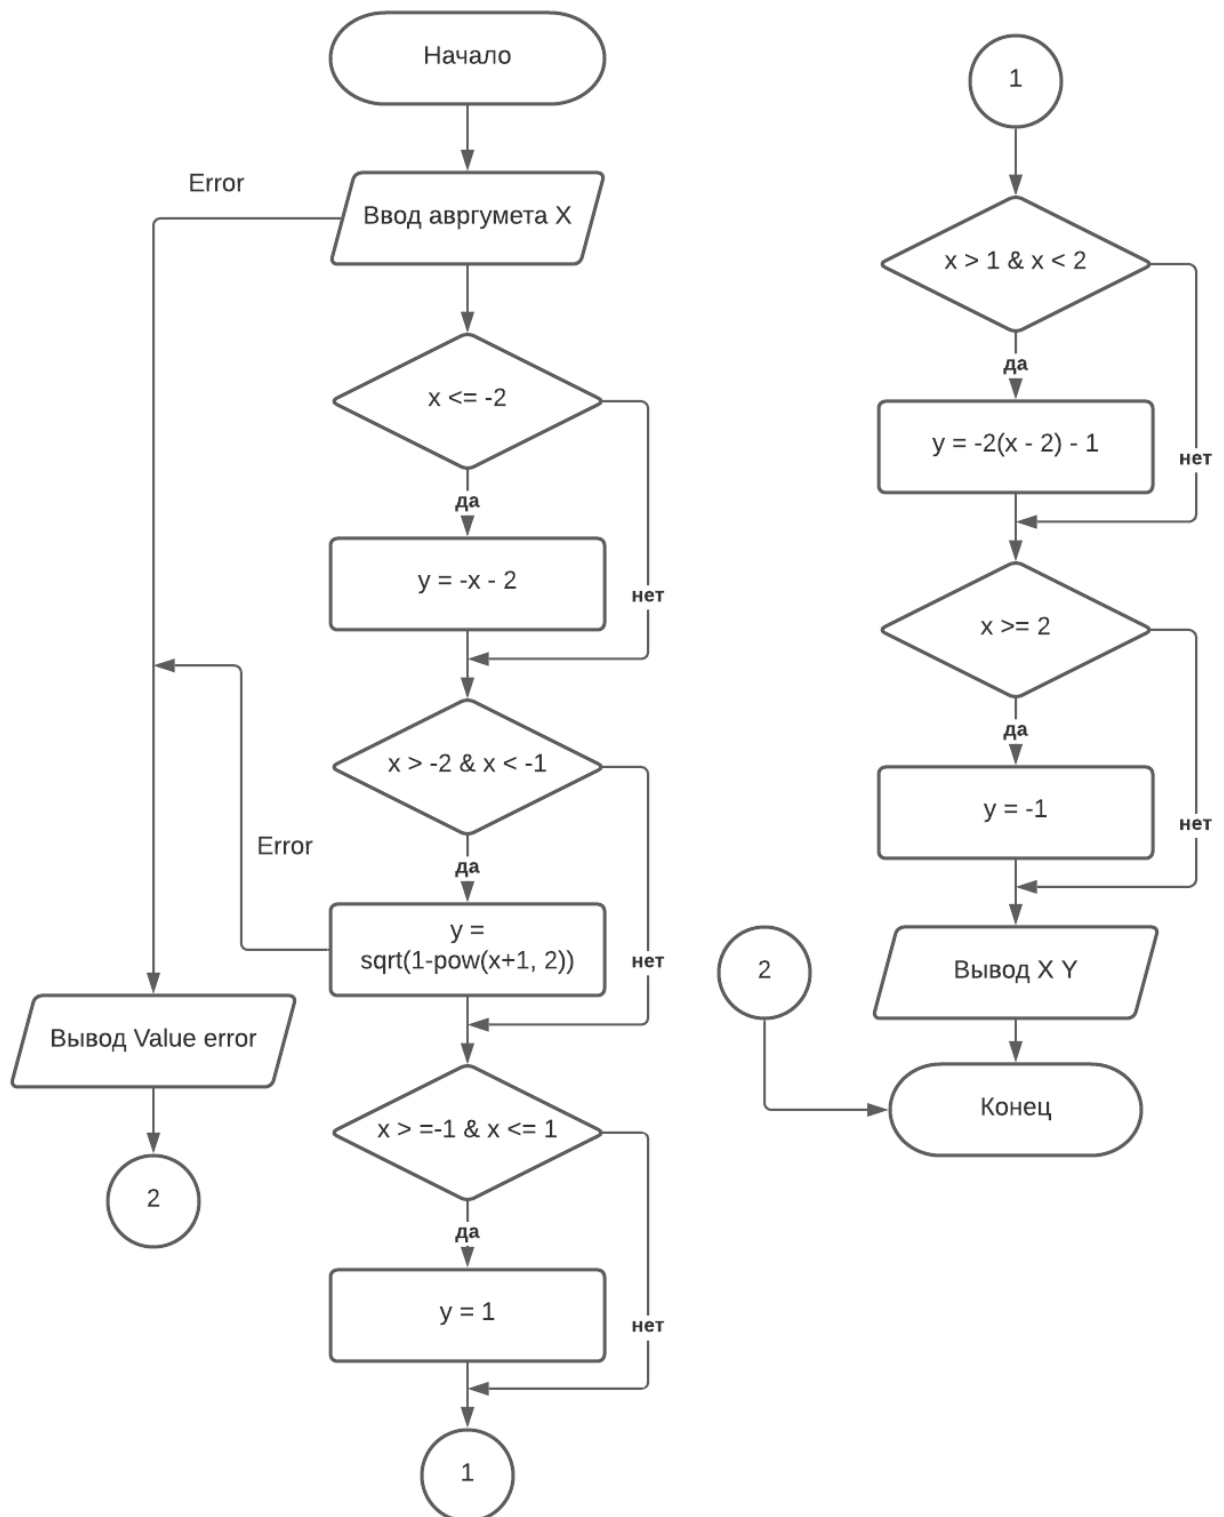 Начало
Error
Ввод авргумета X
x <= -2
да
y = -x - 2
нет
x > -2 & x < -1
Error
да
y =
sqrt(1-pow(x+1, 2))
нет
Вывод Value error
2
x > =-1 & x <= 1
да
y = 1
нет
1
1
x > 1 & x < 2
да
y = -2(x - 2) - 1
нет
x >= 2
да
y = -1
нет
2
Вывод X Y
Конец